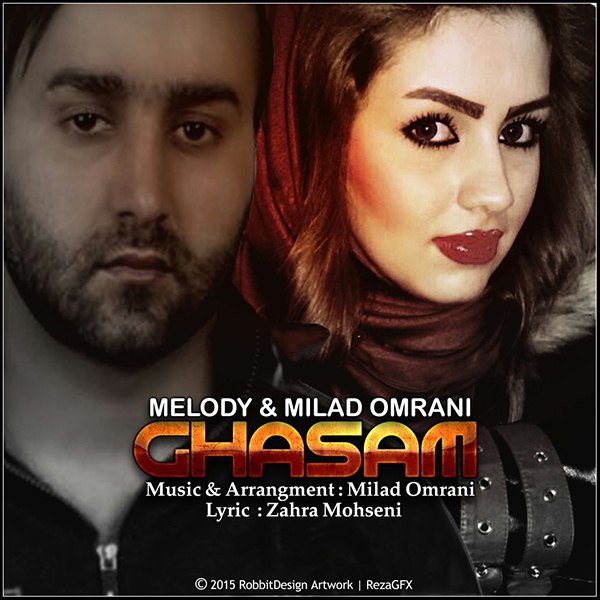 MELODY & MILAD OMRANI
GHASAM
Music & Arrangment : Milad Omrani
Lyric : Zahra Mohseni
© 2015 RobbitDesign Artwork | RezaGFX